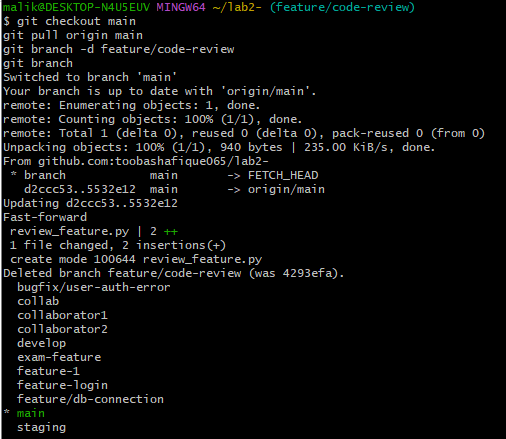 malik@DESKTOP-N4U5EUV MINGW64 ~/lab2- (feature/code-review)
$ git checkout main
git pull origin main
git branch -d feature/code-review
git branch
Switched to branch 'main'
Your branch is up to date with 'origin/main'.
remote: Enumerating objects: 1, done.
remote: Counting objects: 100% (1/1), done.
remote: Total 1 (delta 0), reused 0 (delta 0), pack-reused 0 (from 0)
Unpacking objects: 100% (1/1), 940 bytes | 235.00 KiB/s, done.
From github.com:toobashafique065/lab2-
 * branch            main       -> FETCH_HEAD
   d2ccc53..5532e12  main       -> origin/main
Updating d2ccc53..5532e12
Fast-forward
 review_feature.py | 2 ++
 1 file changed, 2 insertions(+)
 create mode 100644 review_feature.py
Deleted branch feature/code-review (was 4293efa).
  bugfix/user-auth-error
  collab
  collaborator1
  collaborator2
  develop
  exam-feature
  feature-1
  feature-login
  feature/db-connection
* main
  staging